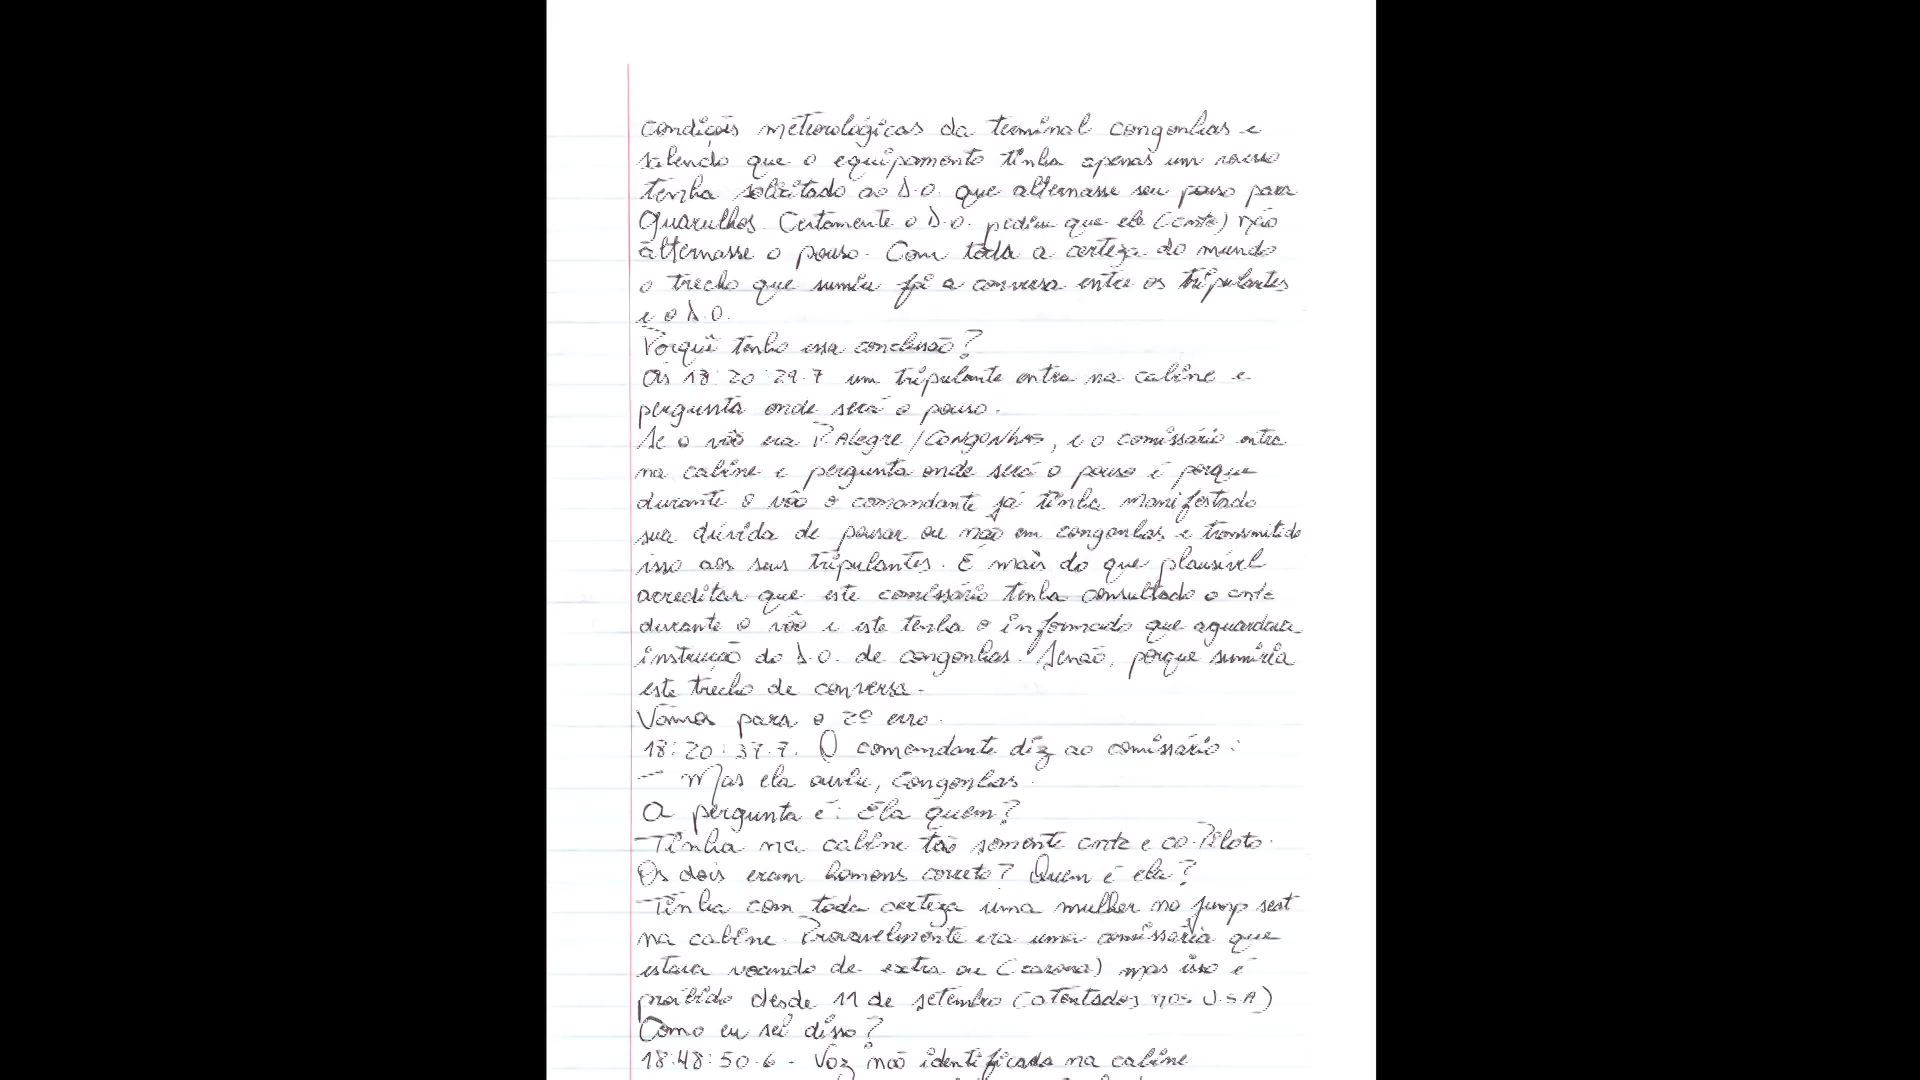 condições meteorológicas da terminal congonhas e
sabendo que o equipamento tinha apenas um reverso
tenha solicitado ao D.O. que alternasse seu pouso para
Guarulhos. Certamente o D.O. pediu que ele (cmte) não
alternasse o pouso. Com toda a certeza do mundo
o trecho que sumiu foi a conversa entre os tripulantes
e o D.O.
Porquê tenho essa conclusão?
Às 18:20:29.7 um tripulante entra na cabine e
pergunta onde será o pouso.
Se o vôo era P.Alegre/CONGONHAS, e o comissário entra
na cabine e pergunta onde será o pouso é porque
durante o vôo o comandante já tinha manifestado
sua dúvida de pousar ou não em congonhas, e transmitido
isso aos seus tripulantes. É mais do que plausível
acreditar que este comissário tenha consultado o cmte
durante o vôo e este tenha o informado que aguardava
instrução do D.O. de congonhas. Senão, porque sumiria
este trecho de conversa.
Vamos para o 2º erro.
18:20:37.7. O comandante diz ao comissário:
- Mas ela ouviu, congonhas.
A pergunta é: Ela quem?
Tinha na cabine tão somente cmte e co-Piloto.
Os dois eram homens correto? Quem é ela?
Tinha com toda certeza uma mulher no jump seat
na cabine. Provavelmente era uma comissária que
estava voando de extra ou (carona) mas isso é
proibido desde 11 de setembro (atentados nos U.S.A)
Como eu sei disso?
18:48:50.6 - Voz não identificada na cabine